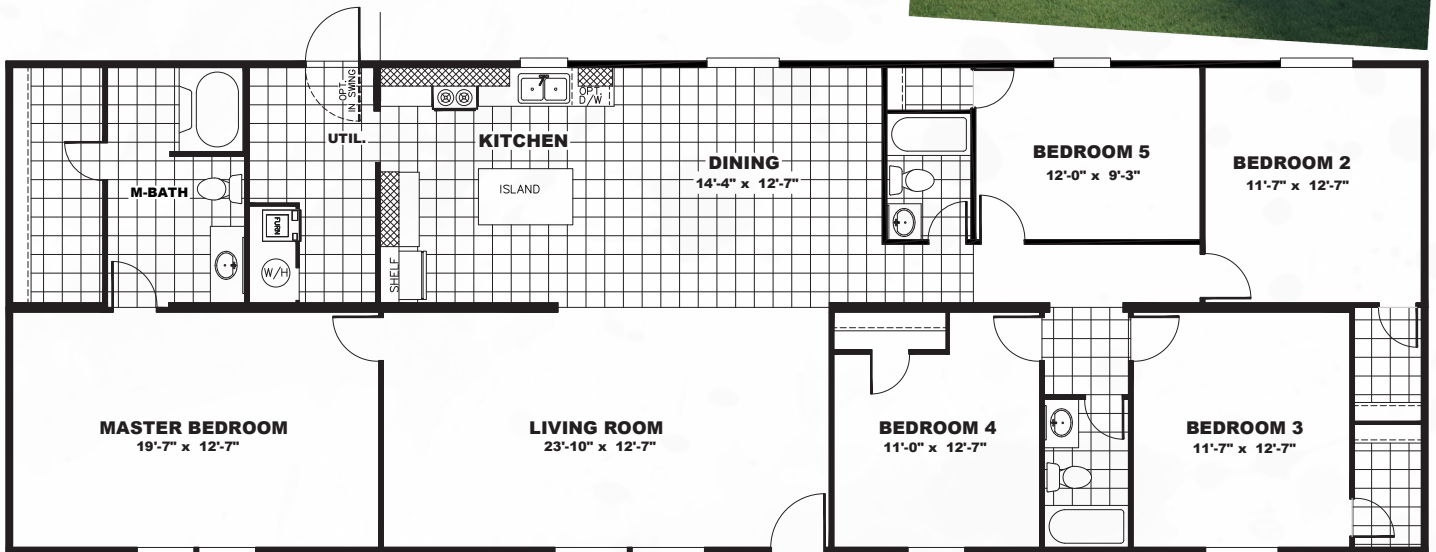 OPT.
IN SWING
UTIL.
M-BATH
FURN
W/H
KITCHEN
OPT.
D/W
ISLAND
SHELF
DINING
14'-4" x 12'-7"
BEDROOM 5
12'-0" x 9'-3"
BEDROOM 2
11'-7" x 12'-7"
MASTER BEDROOM
19'-7" x 12'-7"
LIVING ROOM
23'-10" x 12'-7"
BEDROOM 4
11'-0" x 12'-7"
BEDROOM 3
11'-7" x 12'-7"